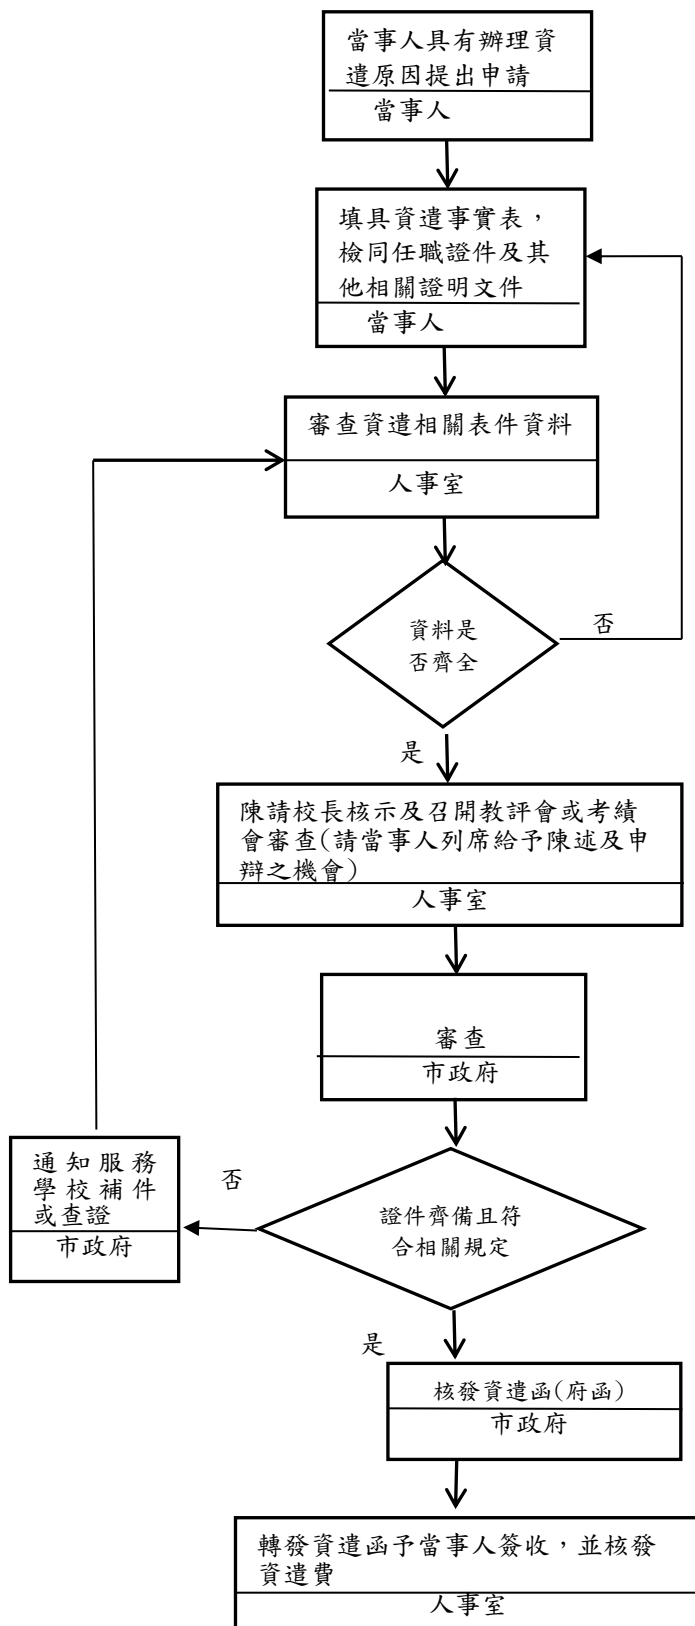 當事人具有辦理資
遣原因提出申請
當事人
填具資遣事實表，
檢同任職證件及其
他相關證明文件
當事人
審查資遣相關表件資料
人事室
資料是
否齊全
否
是
陳請校長核示及召開教評會或考績
會審查(請當事人列席給予陳述及申
辯之機會)
人事室
審查
市政府
通知服務
學校補件
或查證
市政府
否
證件齊備且符
合相關規定
是
核發資遣函(府函)
市政府
轉發資遣函予當事人簽收，並核發
資遣費
人事室